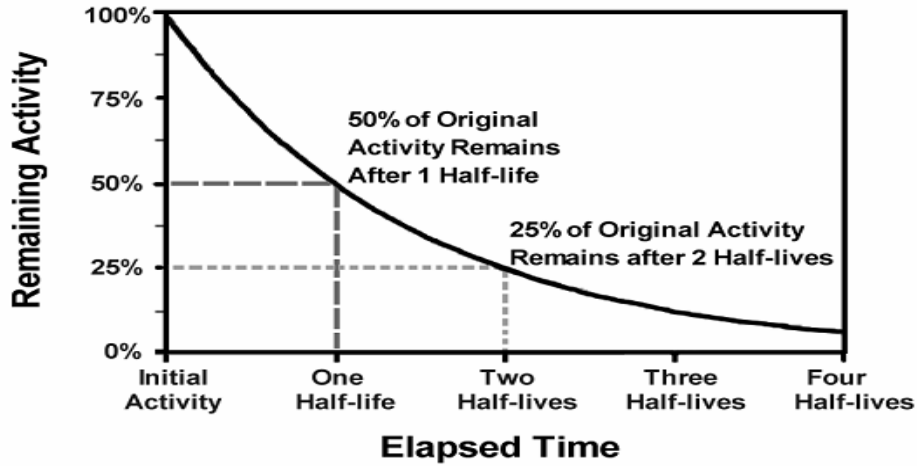 100%
75%
50%
25%
0%
Remaining Activity
50% of Original
Activity Remains
After 1 Half-life
25% of Original Activity
Remains after 2 Half-lives
Initial
Activity
One
Half-life
Two
Half-lives
Three
Half-lives
Four
Half-lives
Elapsed Time